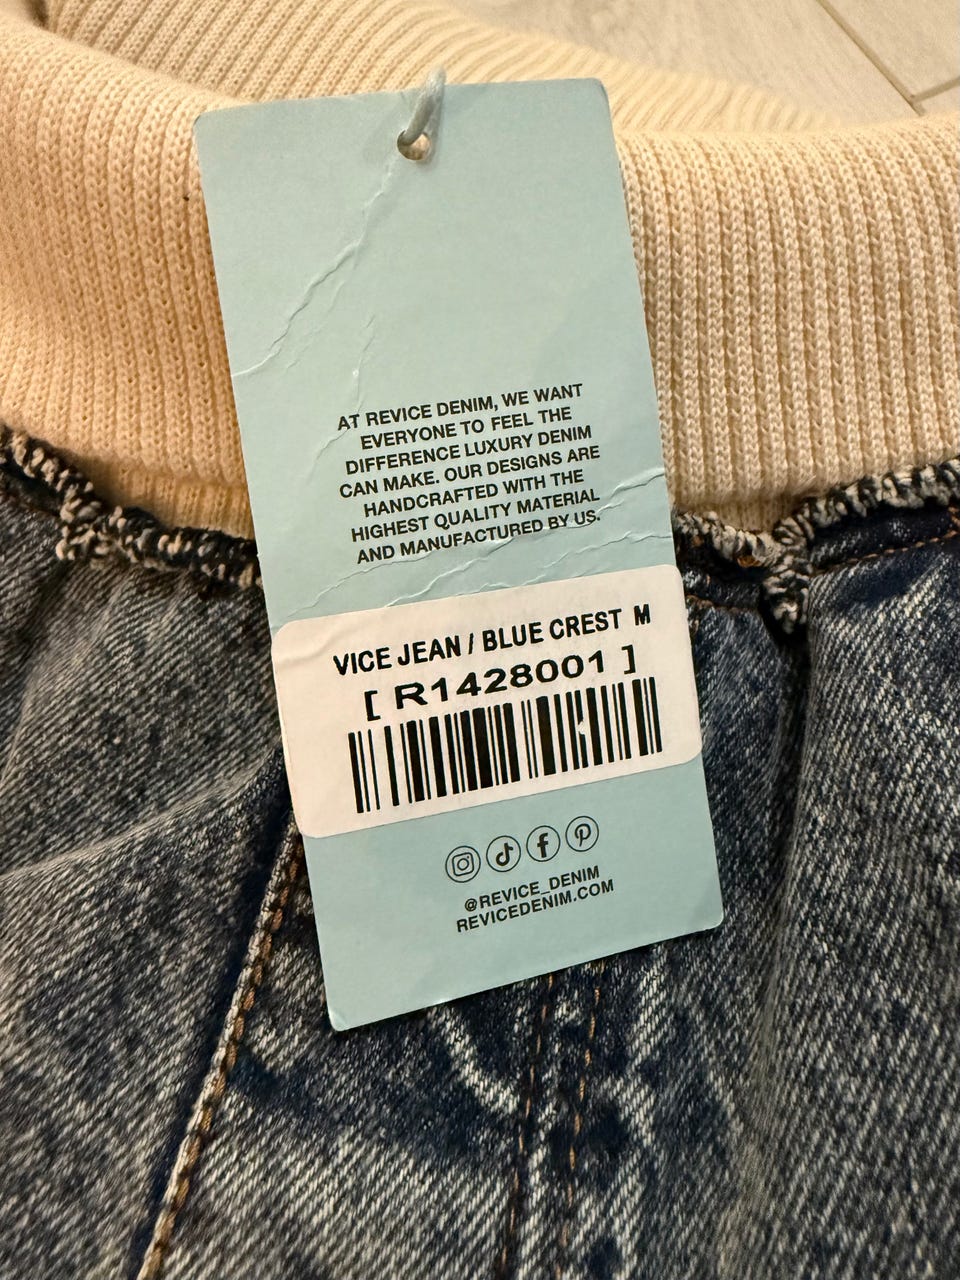 AT REVICE DENIM, WE WANT
EVERYONE TO FEEL THE
DIFFERENCE LUXURY DENIM
CAN MAKE. OUR DESIGNS ARE
HANDCRAFTED WITH THE
HIGHEST QUALITY MATERIAL
AND MANUFACTURED BY US.
VICE JEAN / BLUE CREST M
[ R1428001 ]
@REVICE_DENIM
REVICEDENIM.COM